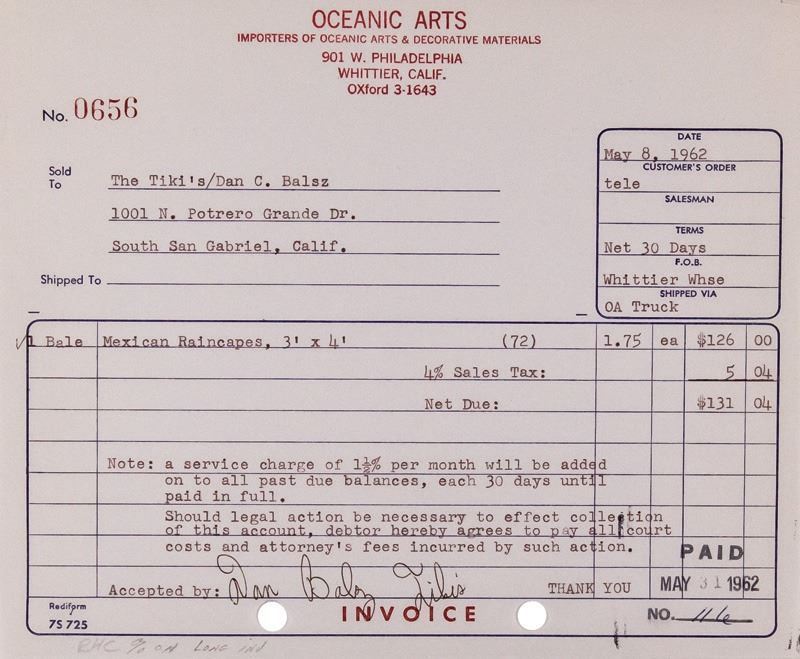 OCEANIC ARTS
IMPORTERS OF OCEANIC ARTS & DECORATIVE MATERIALS
901 W. PHILADELPHIA
WHITTIER, CALIF.
OXford 3-1643
No. 0656
DATE
May 8, 1962
CUSTOMER'S ORDER
tele
SALESMAN
TERMS
Net 30 Days
F.O.B.
Whittier Whse
SHIPPED VIA
OA Truck
Sold
To
The Tiki's/Dan C. Balsz
1001 N. Potrero Grande Dr.
South San Gabriel, Calif.
Shipped To
1 Bale Mexican Raincapes, 3' x 4' (72) 1.75 ea $126 00
4% Sales Tax: 5 04
Net Due: $131 04
Note: a service charge of 1½% per month will be added
on to all past due balances, each 30 days until
paid in full.
Should legal action be necessary to effect collection
of this account, debtor hereby agrees to pay all court
costs and attorney's fees incurred by such action.
PAID
MAY 31 1962
NO. 116
Accepted by: Dan Balsz Tikis THANK YOU
Rediform
7S 725
INVOICE
ON LONG